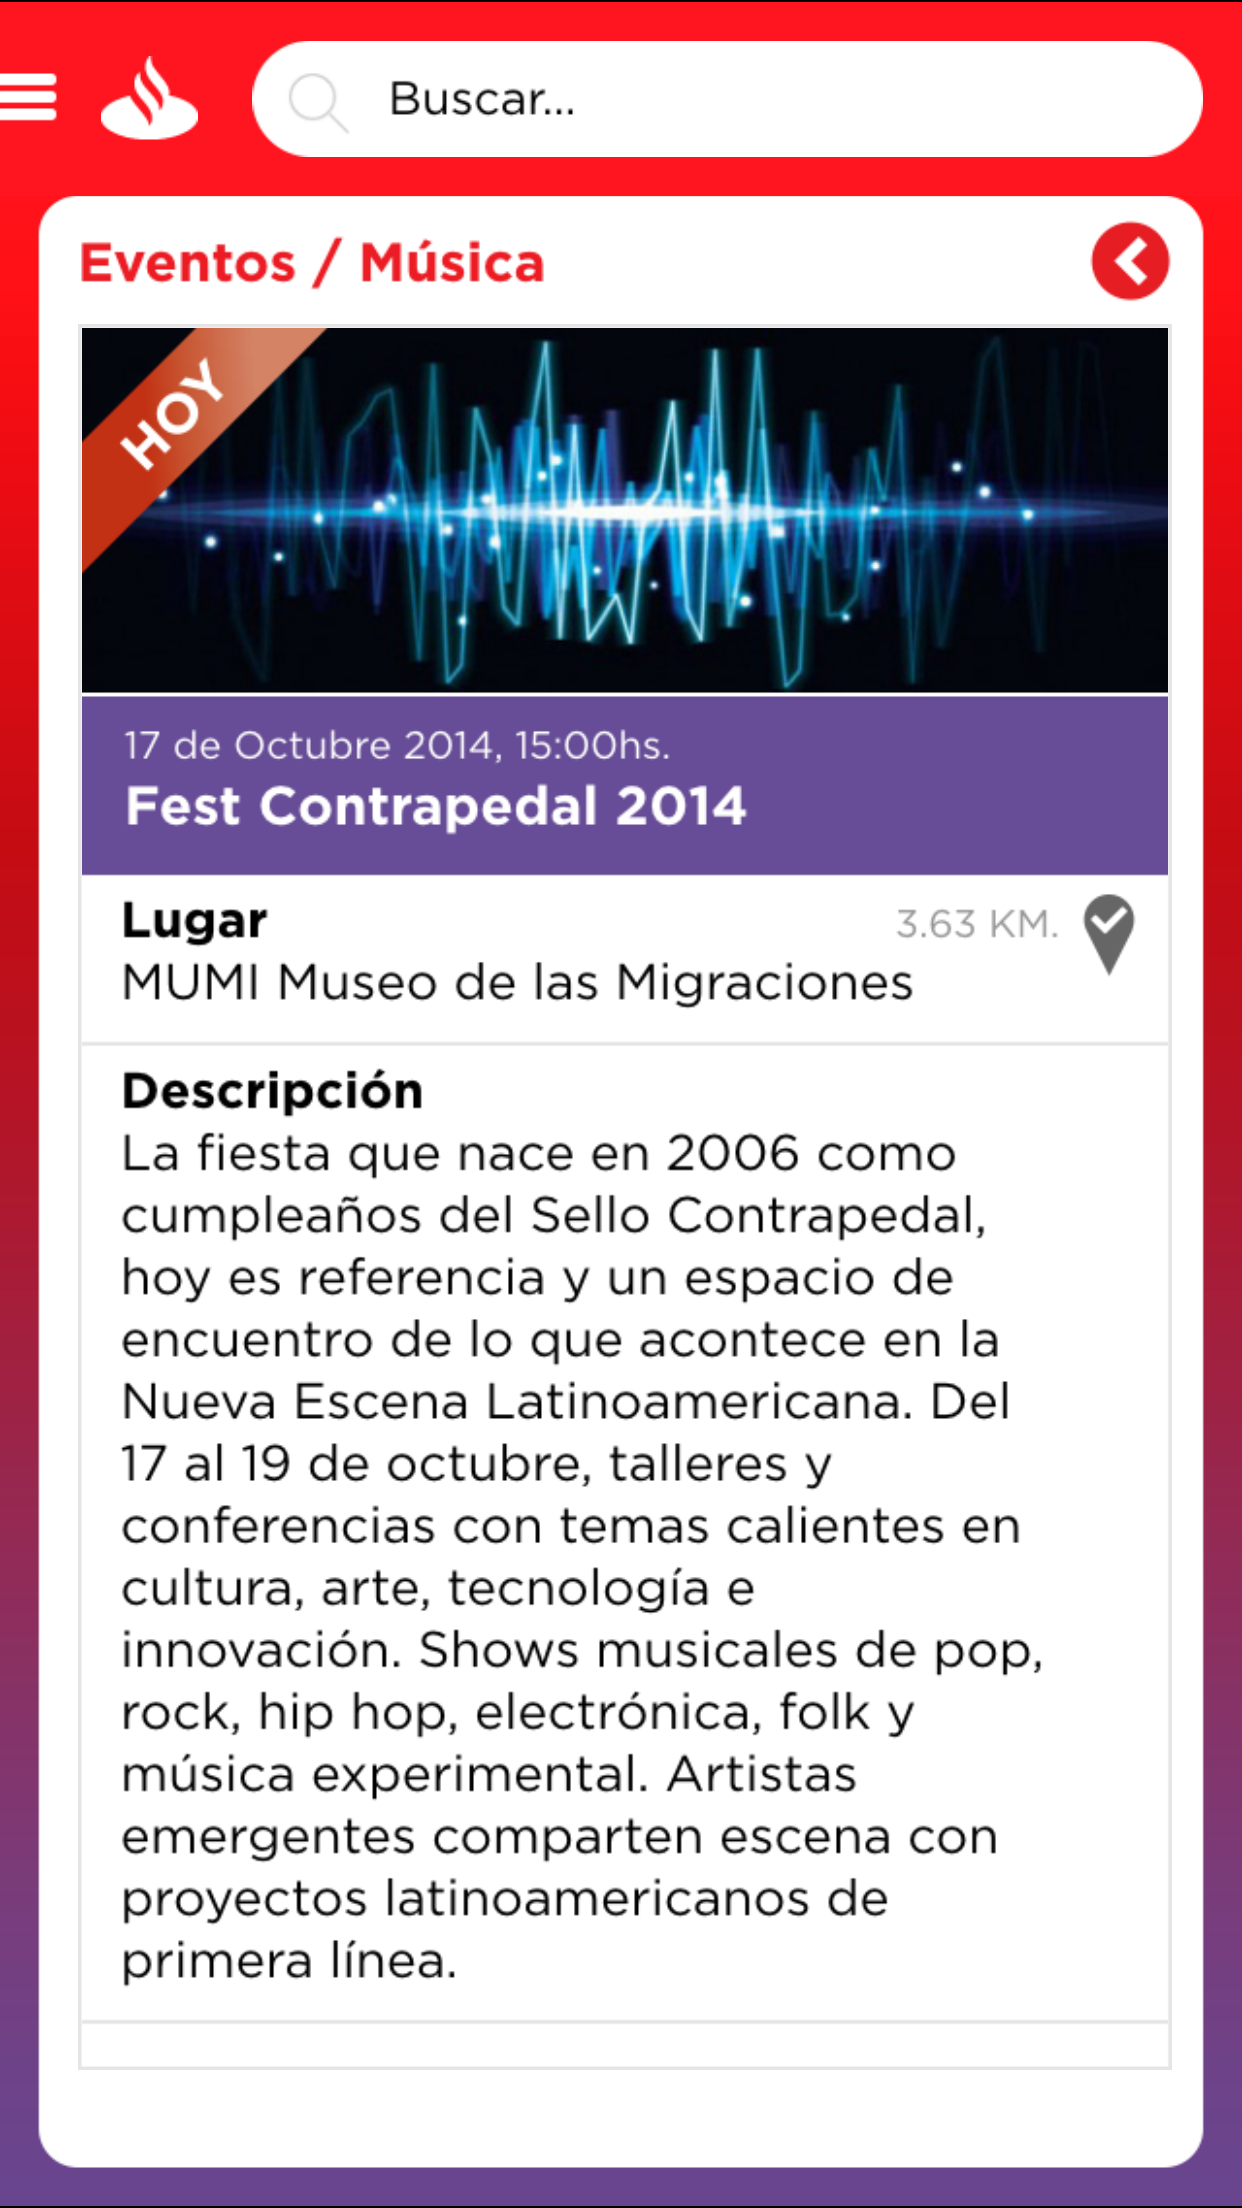 Buscar...
Eventos / Música
HOY
17 de Octubre 2014, 15:00hs.
Fest Contrapedal 2014
Lugar
3.63 KM.
MUMI Museo de las Migraciones
Descripción
La fiesta que nace en 2006 como
cumpleaños del Sello Contrapedal,
hoy es referencia y un espacio de
encuentro de lo que acontece en la
Nueva Escena Latinoamericana. Del
17 al 19 de octubre, talleres y
conferencias con temas calientes en
cultura, arte, tecnología e
innovación. Shows musicales de pop,
rock, hip hop, electrónica, folk y
música experimental. Artistas
emergentes comparten escena con
proyectos latinoamericanos de
primera línea.